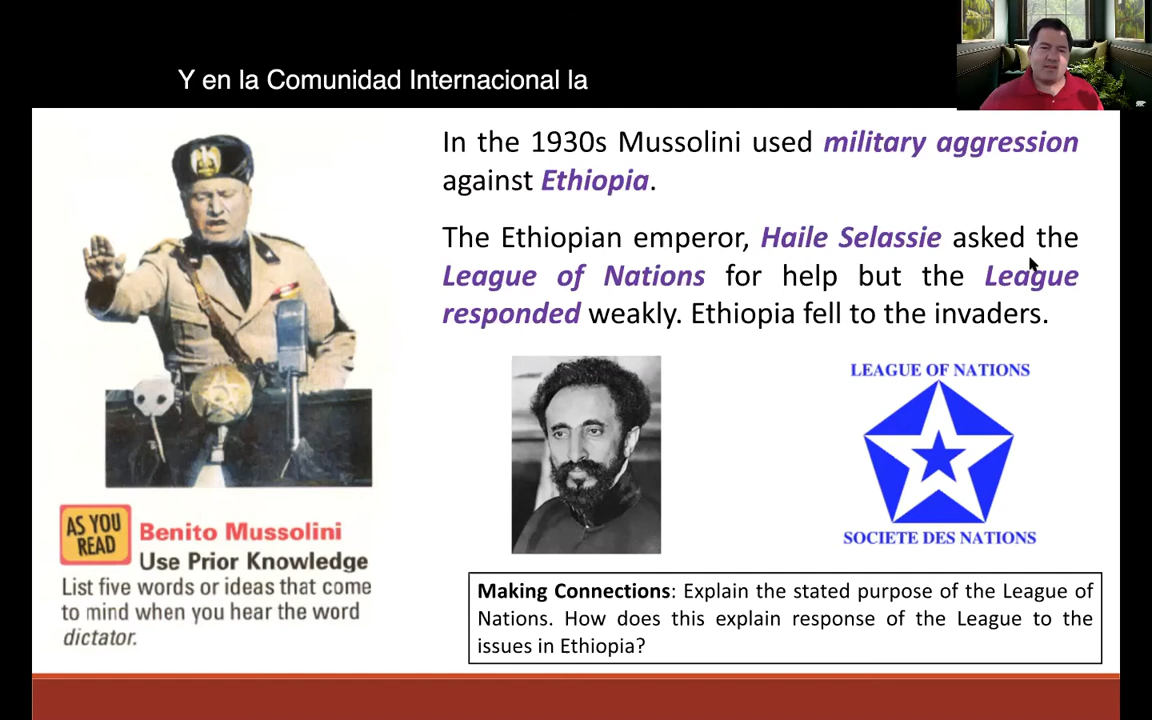 Y en la Comunidad Internacional la
In the 1930s Mussolini used military aggression
against Ethiopia.
The Ethiopian emperor, Haile Selassie asked the
League of Nations for help but the League
responded weakly. Ethiopia fell to the invaders.
LEAGUE OF NATIONS
SOCIETE DES NATIONS
AS YOU
READ
Benito Mussolini
Use Prior Knowledge
List five words or ideas that come
to mind when you hear the word
dictator.
Making Connections: Explain the stated purpose of the League of
Nations. How does this explain response of the League to the
issues in Ethiopia?